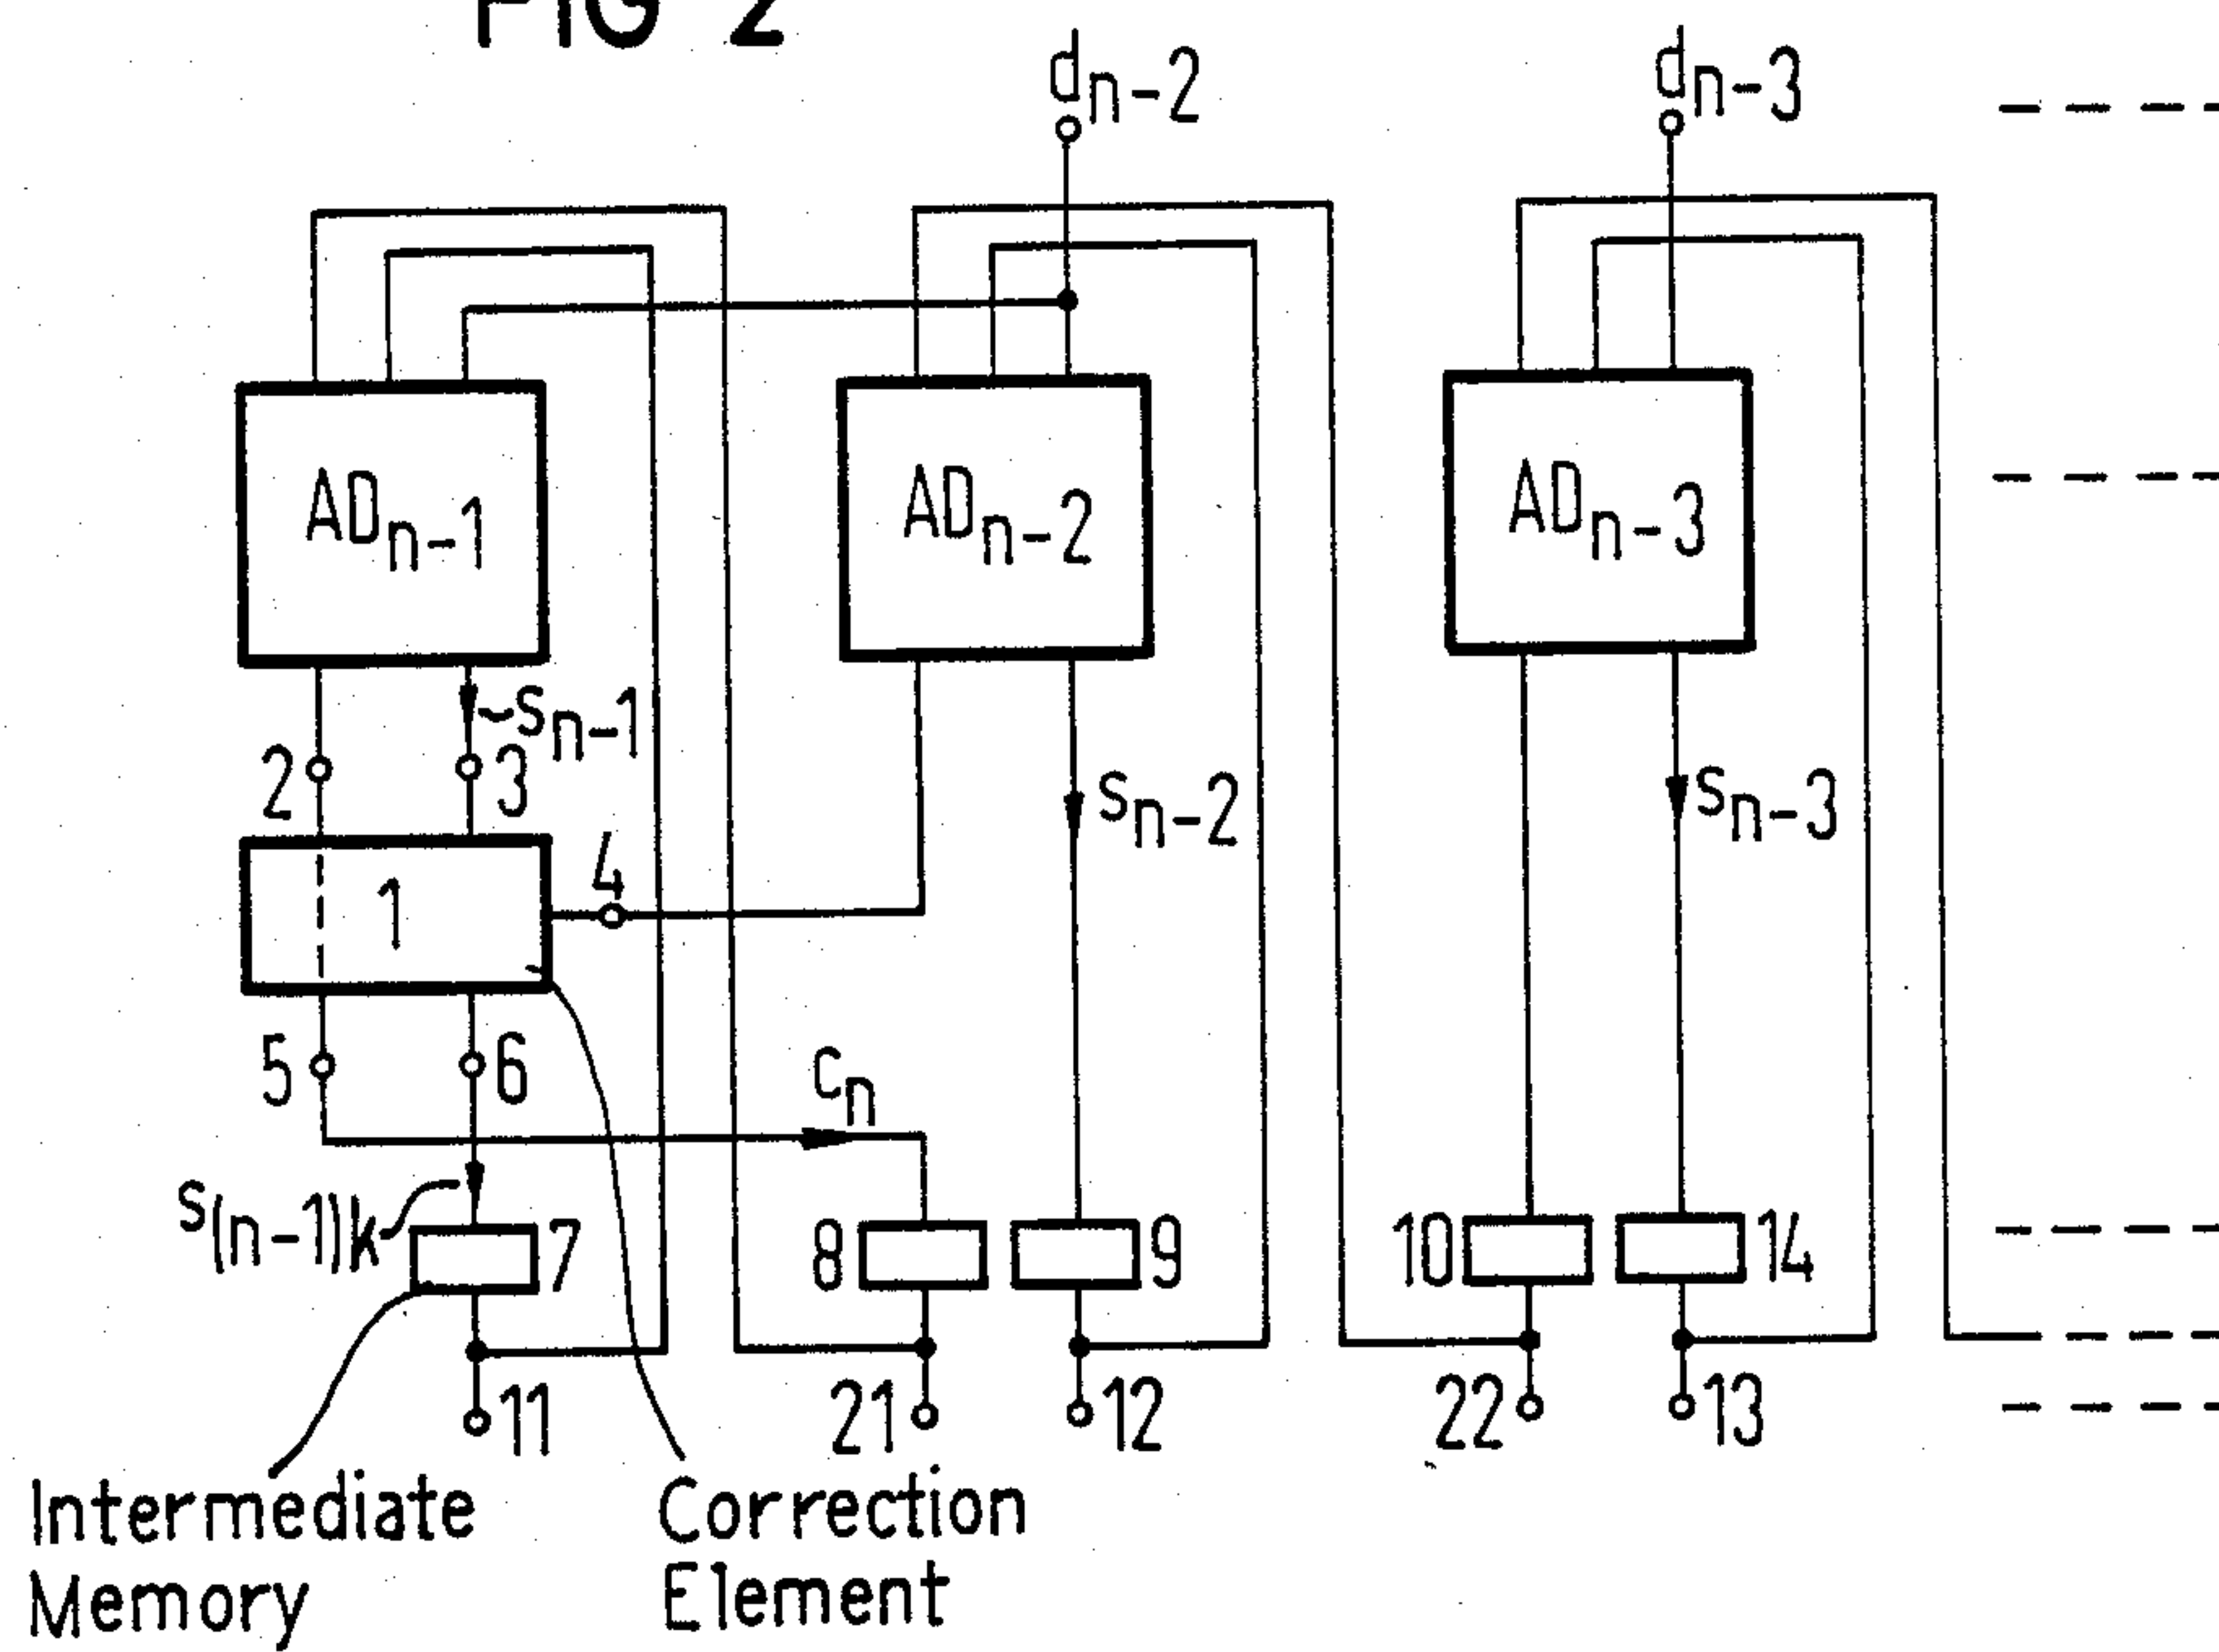 FIG 2
dn-2
dn-3
ADn-1
ADn-2
ADn-3
~sn-1
2
3
sn-2
sn-3
4
1
5
6
cn
s(n-1)k
7
8
9
10
14
11
21
12
22
13
Intermediate
Memory
Correction
Element